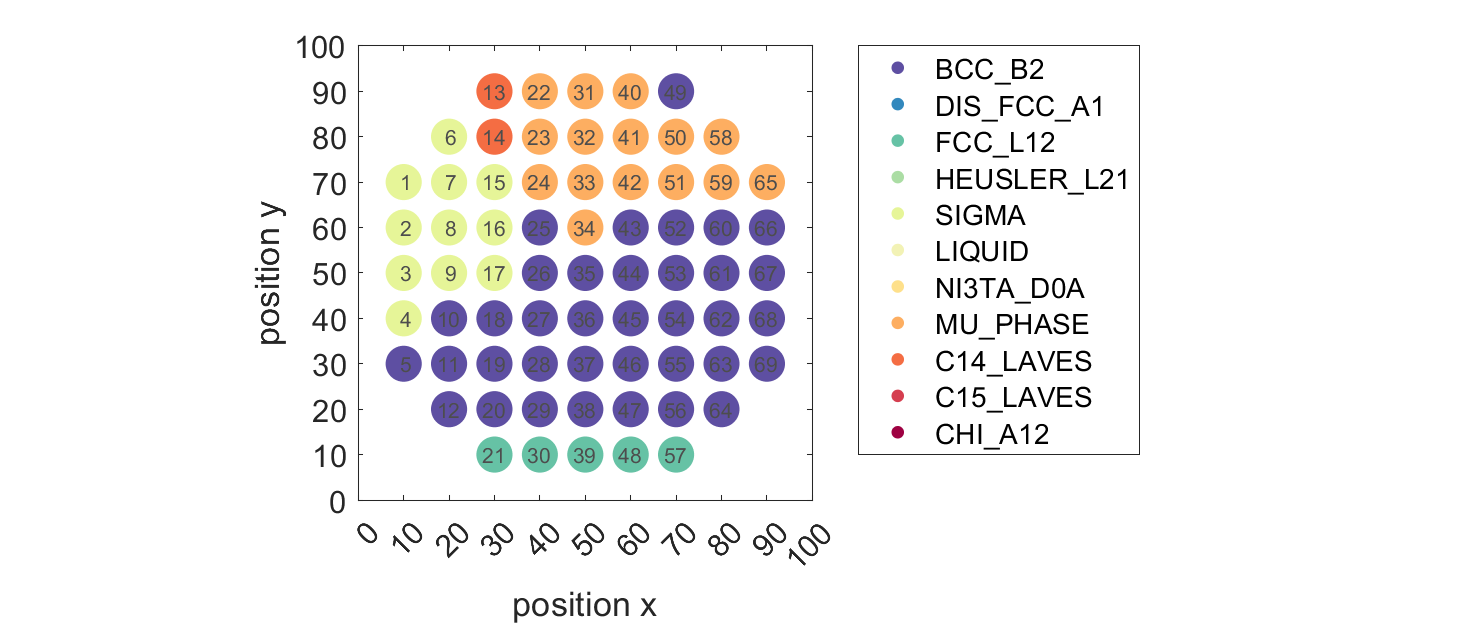 100
90 13 22 31 40 49
80 6 14 23 32 41 50 58
70 1 7 15 24 33 42 51 59 65
60 2 8 16 25 34 43 52 60 66
50 3 9 17 26 35 44 53 61 67
40 4 10 18 27 36 45 54 62 68
30 5 11 19 28 37 46 55 63 69
20 12 20 29 38 47 56 64
10 21 30 39 48 57
0
position y
0 10 20 30 40 50 60 70 80 90 100
position x
BCC_B2
DIS_FCC_A1
FCC_L12
HEUSLER_L21
SIGMA
LIQUID
NI3TA_D0A
MU_PHASE
C14_LAVES
C15_LAVES
CHI_A12